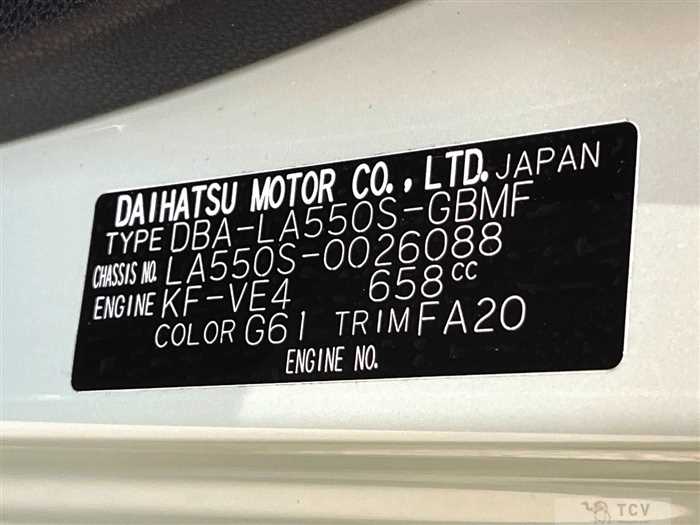 DAIHATSU MOTOR CO., LTD. JAPAN
TYPE DBA-LA550S-GBMF
CHASSIS NO. LA550S-0026088
ENGINE KF-VE4 658cc
COLOR G61 TRIM FA20
ENGINE NO.
TCV